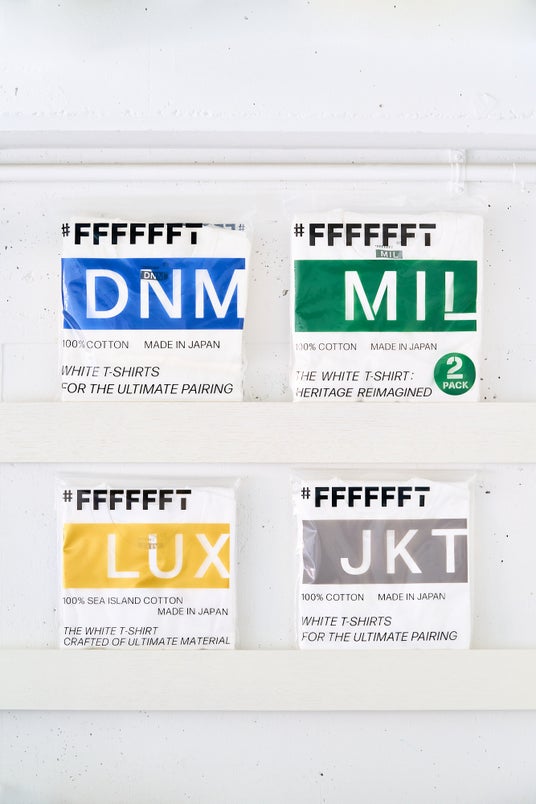 #FFFFFFT
DNM
DNM
100% COTTON MADE IN JAPAN
WHITE T-SHIRTS
FOR THE ULTIMATE PAIRING
#FFFFFFT
MIL
MIL
100% COTTON MADE IN JAPAN
THE WHITE T-SHIRT:
HERITAGE REIMAGINED
2
PACK
#FFFFFFT
LUX
100% SEA ISLAND COTTON
MADE IN JAPAN
THE WHITE T-SHIRT
CRAFTED OF ULTIMATE MATERIAL
#FFFFFFT
JKT
100% COTTON MADE IN JAPAN
WHITE T-SHIRTS
FOR THE ULTIMATE PAIRING